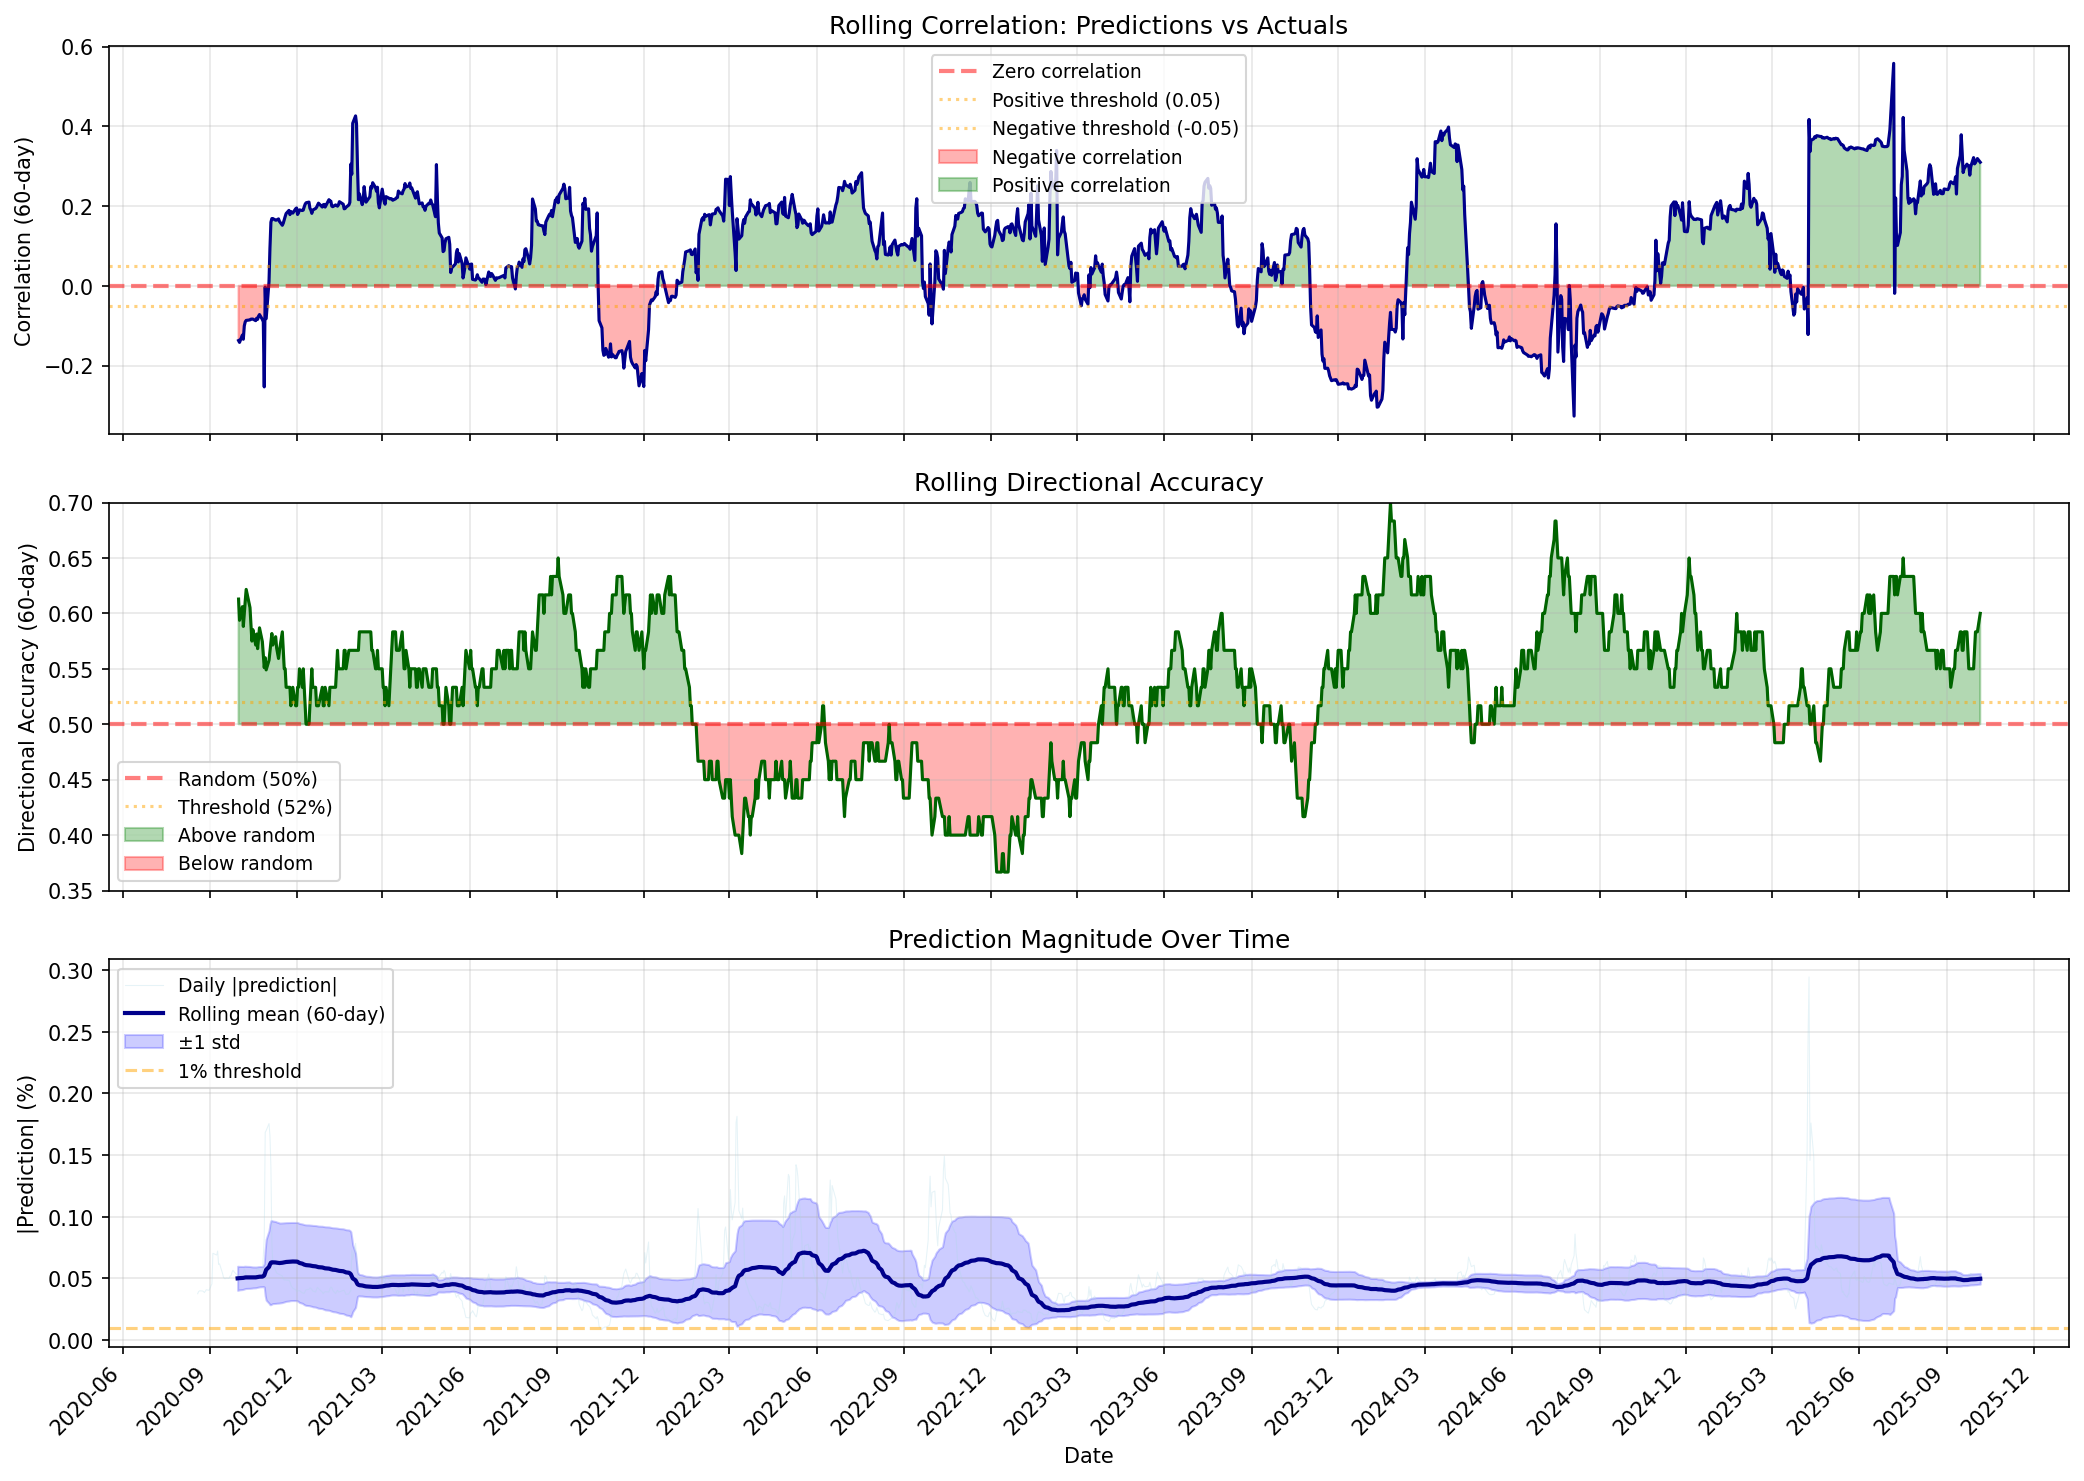 Rolling Correlation: Predictions vs Actuals
Correlation (60-day)
0.6
0.4
0.2
0.0
−0.2
Zero correlation
Positive threshold (0.05)
Negative threshold (-0.05)
Negative correlation
Positive correlation
Rolling Directional Accuracy
Directional Accuracy (60-day)
0.70
0.65
0.60
0.55
0.50
0.45
0.40
0.35
Random (50%)
Threshold (52%)
Above random
Below random
Prediction Magnitude Over Time
|Prediction| (%)
0.30
0.25
0.20
0.15
0.10
0.05
0.00
Daily |prediction|
Rolling mean (60-day)
±1 std
1% threshold
2020-06
2020-09
2020-12
2021-03
2021-06
2021-09
2021-12
2022-03
2022-06
2022-09
2022-12
2023-03
2023-06
2023-09
2023-12
2024-03
2024-06
2024-09
2024-12
2025-03
2025-06
2025-09
2025-12
Date